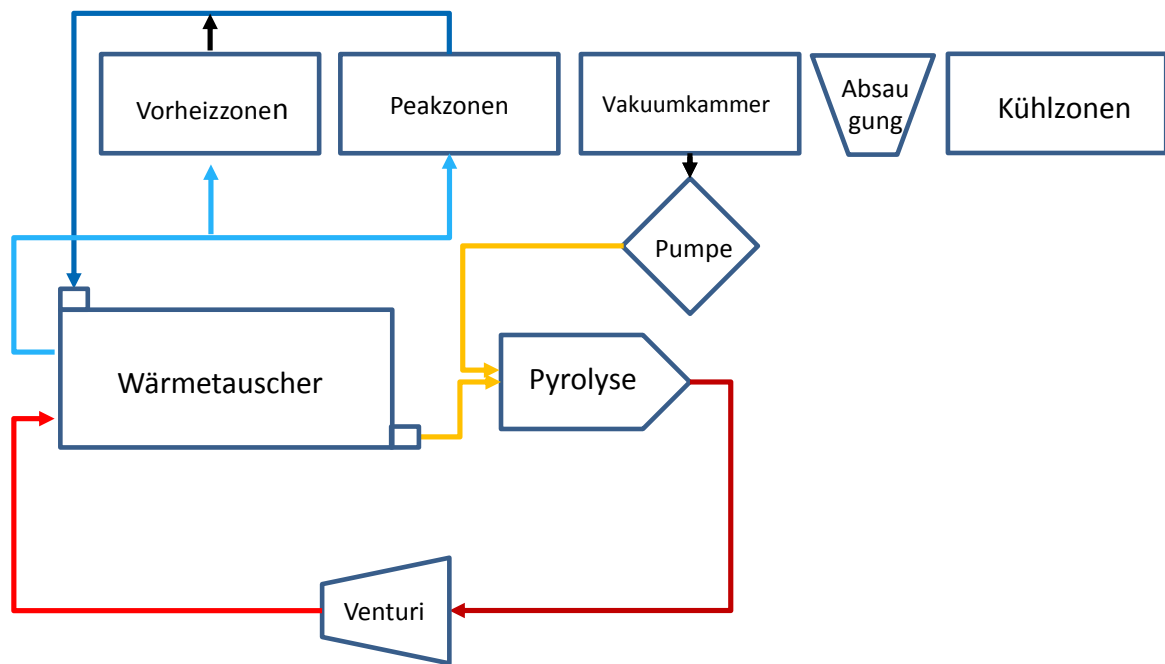 Vorheizzonen
Peakzonen
Vakuumkammer
Absau
gung
Kühlzonen
Pumpe
Wärmetauscher
Pyrolyse
Venturi